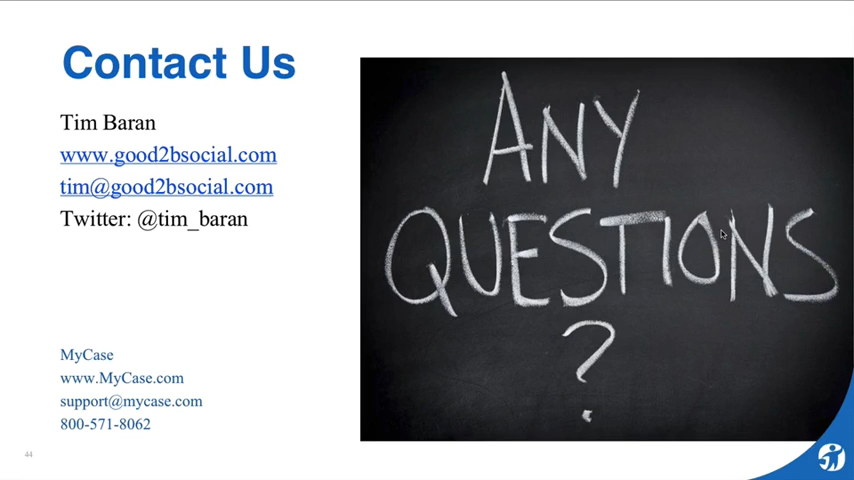 Contact Us
Tim Baran
www.good2bsocial.com
tim@good2bsocial.com
Twitter: @tim_baran
MyCase
www.MyCase.com
support@mycase.com
800-571-8062
44
ANY
QUESTIONS
?